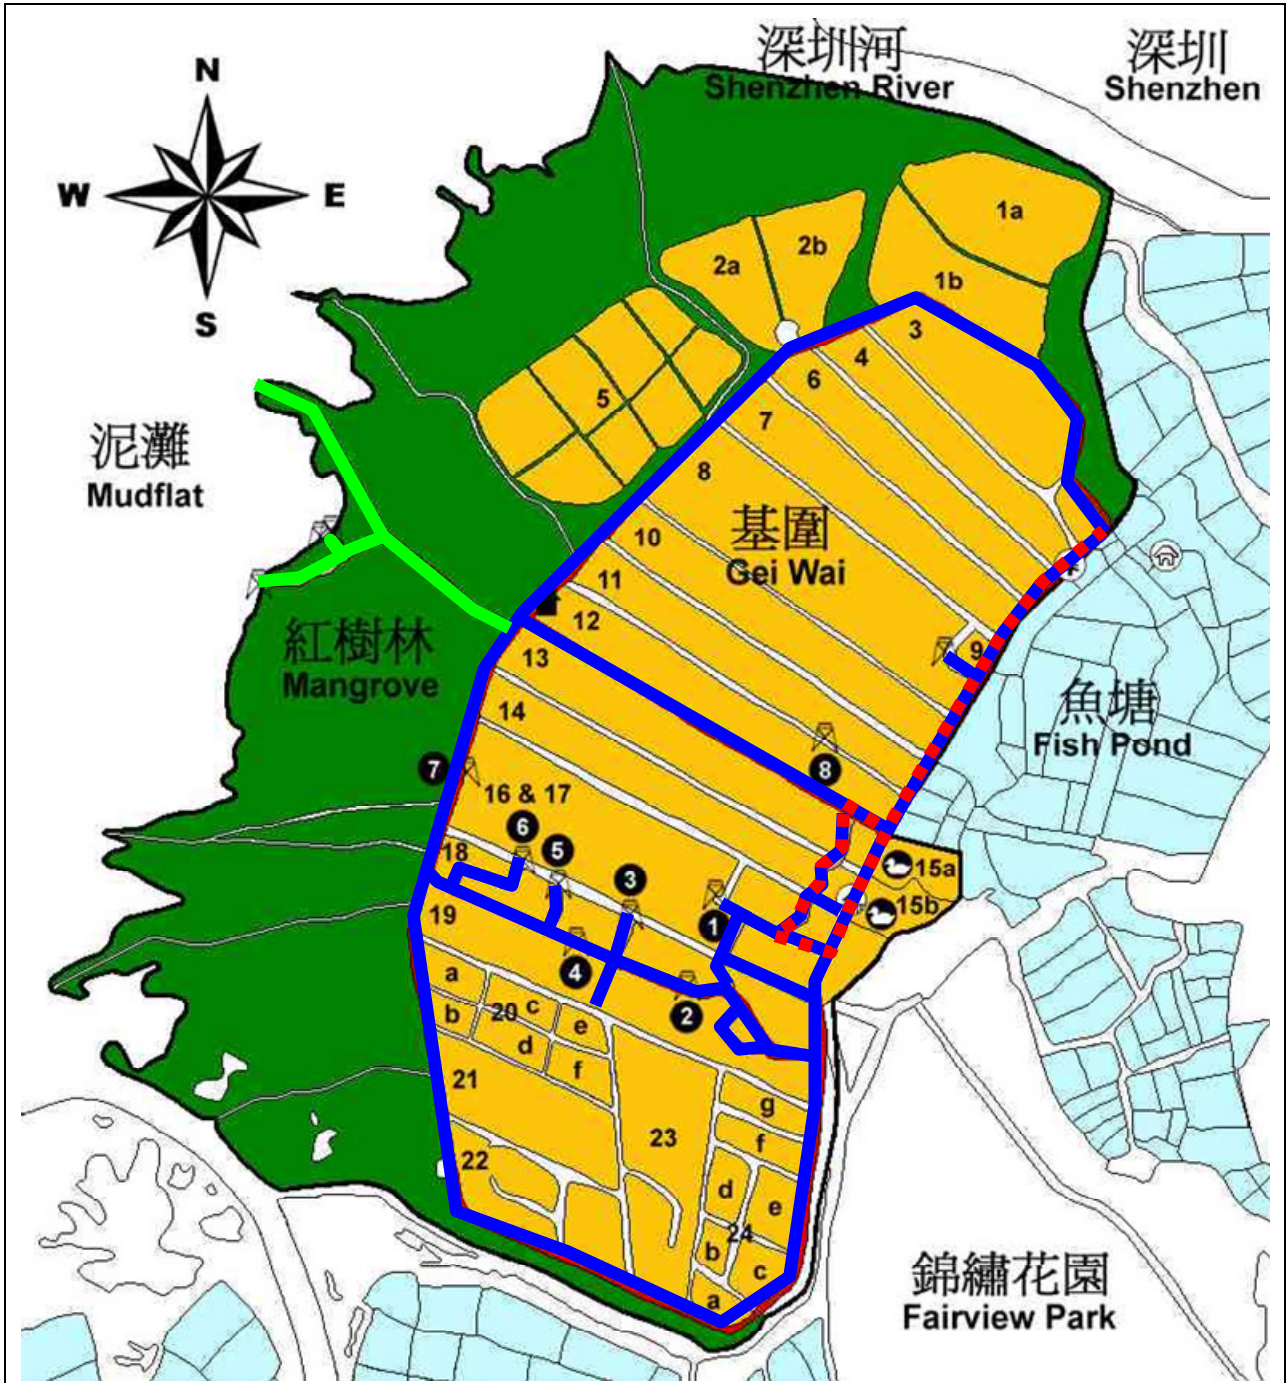 深圳河
Shenzhen River
深圳
Shenzhen
N
W
E
S
1a
2b
2a
1b
3
4
6
5
7
8
泥灘
Mudflat
基圍
Gei Wai
10
11
12
紅樹林
Mangrove
13
9
魚塘
Fish Pond
14
7
8
16 & 17
6
5
18
3
15a
15b
1
19
4
a
2
20
c
b
e
d
f
21
g
23
f
22
d
e
24
b
c
a
錦繡花園
Fairview Park